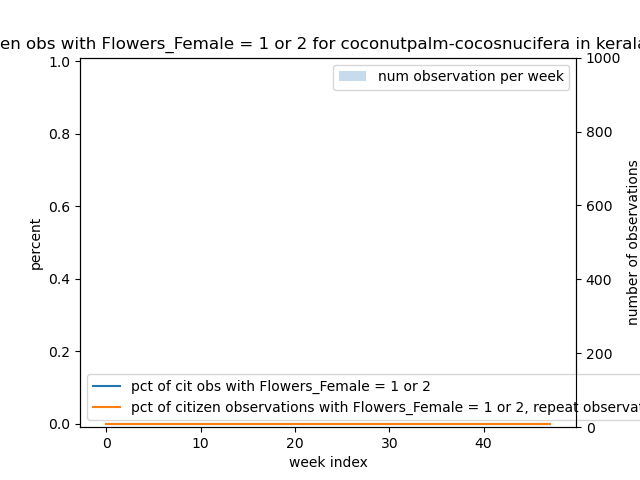 en obs with Flowers_Female = 1 or 2 for coconutpalm-cocosnucifera in kerala
num observation per week
percent
number of observations
1.0
0.8
0.6
0.4
0.2
0.0
1000
800
600
400
200
0
pct of cit obs with Flowers_Female = 1 or 2
pct of citizen observations with Flowers_Female = 1 or 2, repeat observat
0 10 20 30 40
week index